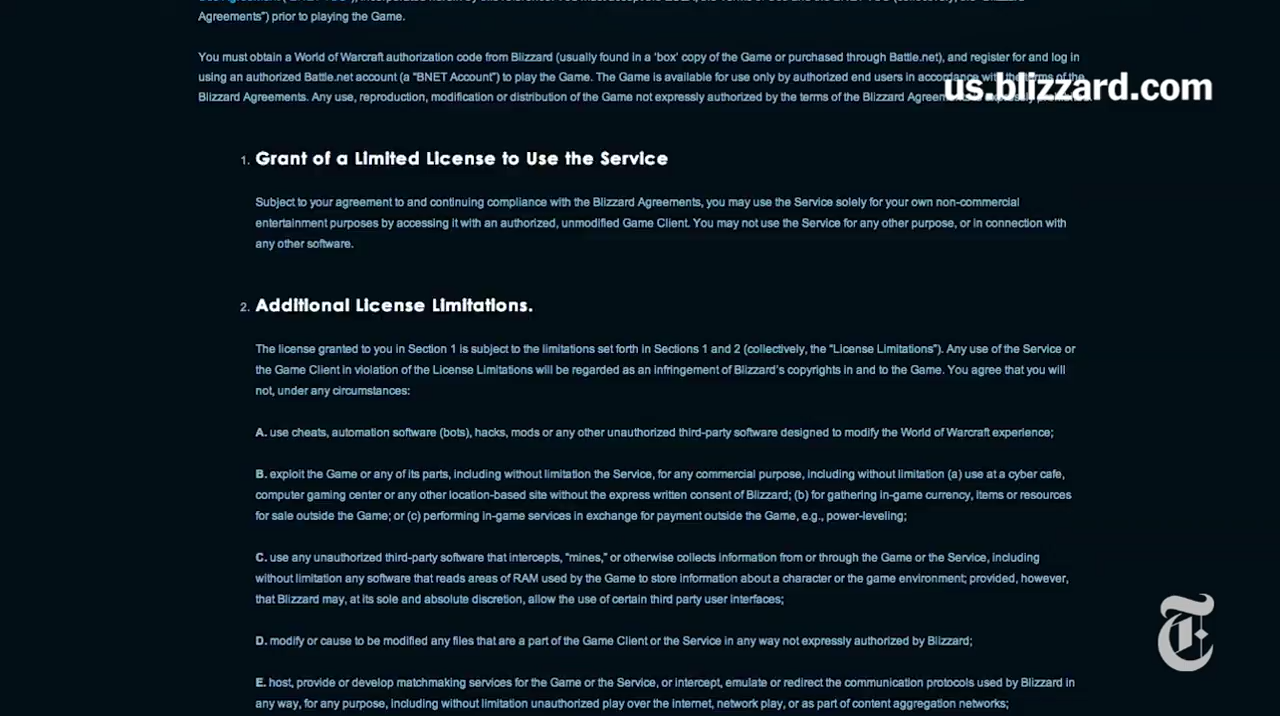 Agreements”) prior to playing the Game.
You must obtain a World of Warcraft authorization code from Blizzard (usually found in a 'box' copy of the Game or purchased through Battle.net), and register for and log in
using an authorized Battle.net account (a “BNET Account”) to play the Game. The Game is available for use only by authorized end users in accordance with the terms of the
us.blizzard.com
Blizzard Agreements. Any use, reproduction, modification or distribution of the Game not expressly authorized by the terms of the Blizzard
1. Grant of a Limited License to Use the Service
Subject to your agreement to and continuing compliance with the Blizzard Agreements, you may use the Service solely for your own non-commercial
entertainment purposes by accessing it with an authorized, unmodified Game Client. You may not use the Service for any other purpose, or in connection with
any other software.
2. Additional License Limitations.
The license granted to you in Section 1 is subject to the limitations set forth in Sections 1 and 2 (collectively, the “License Limitations”). Any use of the Service or
the Game Client in violation of the License Limitations will be regarded as an infringement of Blizzard’s copyrights in and to the Game. You agree that you will
not, under any circumstances:
A. use cheats, automation software (bots), hacks, mods or any other unauthorized third-party software designed to modify the World of Warcraft experience;
B. exploit the Game or any of its parts, including without limitation the Service, for any commercial purpose, including without limitation (a) use at a cyber cafe,
computer gaming center or any other location-based site without the express written consent of Blizzard; (b) for gathering in-game currency, items or resources
for sale outside the Game; or (c) performing in-game services in exchange for payment outside the Game, e.g., power-leveling;
C. use any unauthorized third-party software that intercepts, “mines,” or otherwise collects information from or through the Game or the Service, including
without limitation any software that reads areas of RAM used by the Game to store information about a character or the game environment; provided, however,
that Blizzard may, at its sole and absolute discretion, allow the use of certain third party user interfaces;
D. modify or cause to be modified any files that are a part of the Game Client or the Service in any way not expressly authorized by Blizzard;
E. host, provide or develop matchmaking services for the Game or the Service, or intercept, emulate or redirect the communication protocols used by Blizzard in
any way, for any purpose, including without limitation unauthorized play over the internet, network play, or as part of content aggregation networks;
T